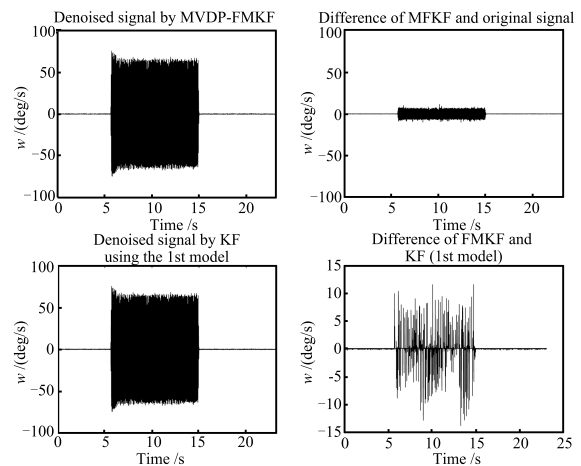 Denoised signal by MVDP-FMKF
100
50
0
−50
−100
w /(deg/s)
0 5 10 15 20
Time /s
Difference of MFKF and original signal
100
50
0
−50
−100
w /(deg/s)
0 5 10 15 20
Time /s
Denoised signal by KF
using the 1st model
100
50
0
−50
−100
w /(deg/s)
0 5 10 15 20
Time /s
Difference of FMKF and
KF (1st model)
15
10
5
0
-5
−10
−15
w /(deg/s)
0 5 10 15 20 25
Time /s